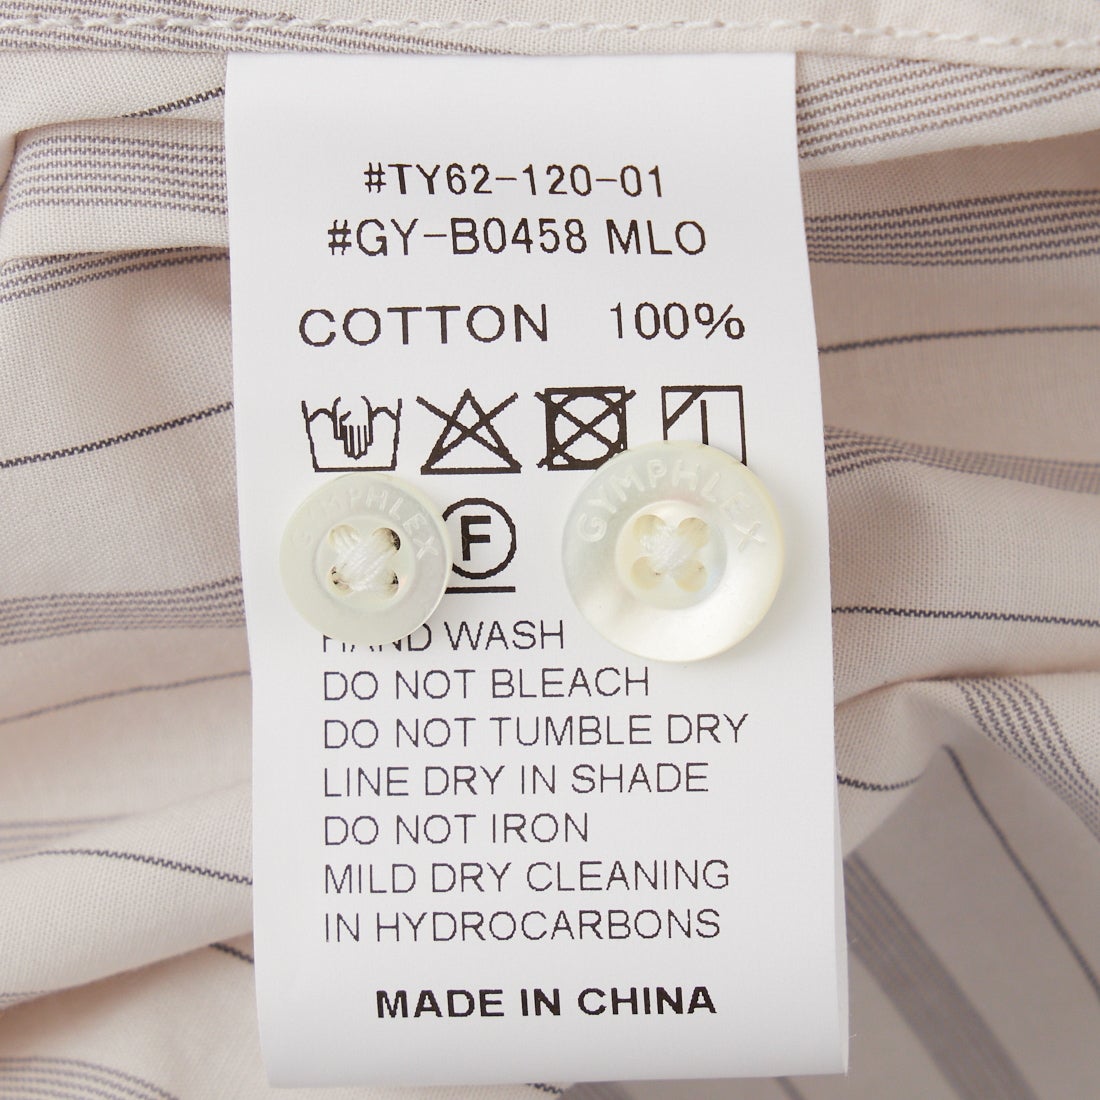 #TY62-120-01
#GY-B0458 MLO
COTTON 100%
GYMPHLEX
GYMPHLEX
F
HAND WASH
DO NOT BLEACH
DO NOT TUMBLE DRY
LINE DRY IN SHADE
DO NOT IRON
MILD DRY CLEANING
IN HYDROCARBONS
MADE IN CHINA